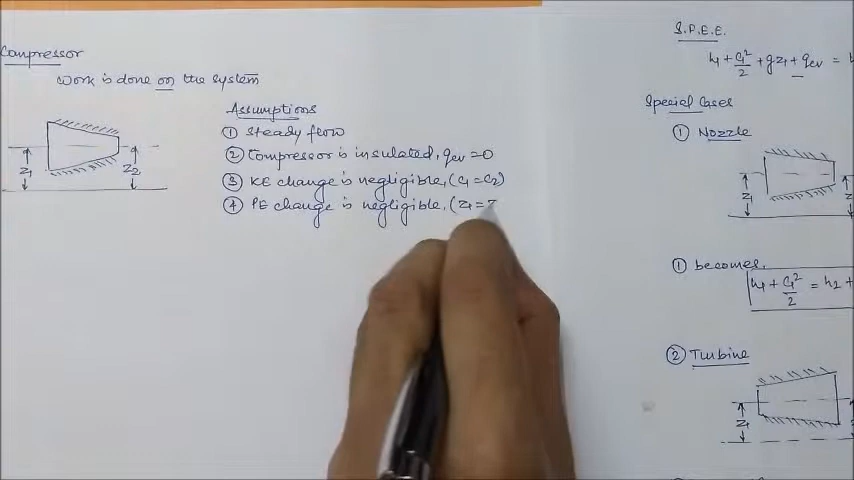 Compressor
Work is done on the system
Z1
Z2
Assumptions
① Steady flow
② Compressor is insulated, qcv = 0
③ KE change is negligible, (C1 = C2)
④ PE change is negligible, (Z1 = Z
S.F.E.E.
h1 + C1²/2 + gZ1 + qcv =
Special Cases
① Nozzle
Z1
① becomes,
h1 + C1²/2 = h2 +
② Turbine
Z1